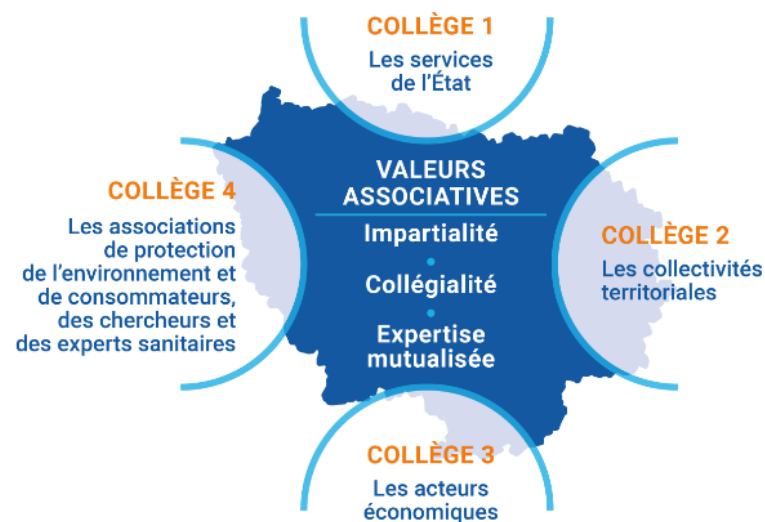 COLLÈGE 1
Les services
de l'État
VALEURS
ASSOCIATIVES
Impartialité
Collégialité
Expertise
mutualisée
COLLÈGE 4
Les associations
de protection
de l'environnement et
de consommateurs,
des chercheurs et
des experts sanitaires
COLLÈGE 2
Les collectivités
territoriales
COLLÈGE 3
Les acteurs
économiques